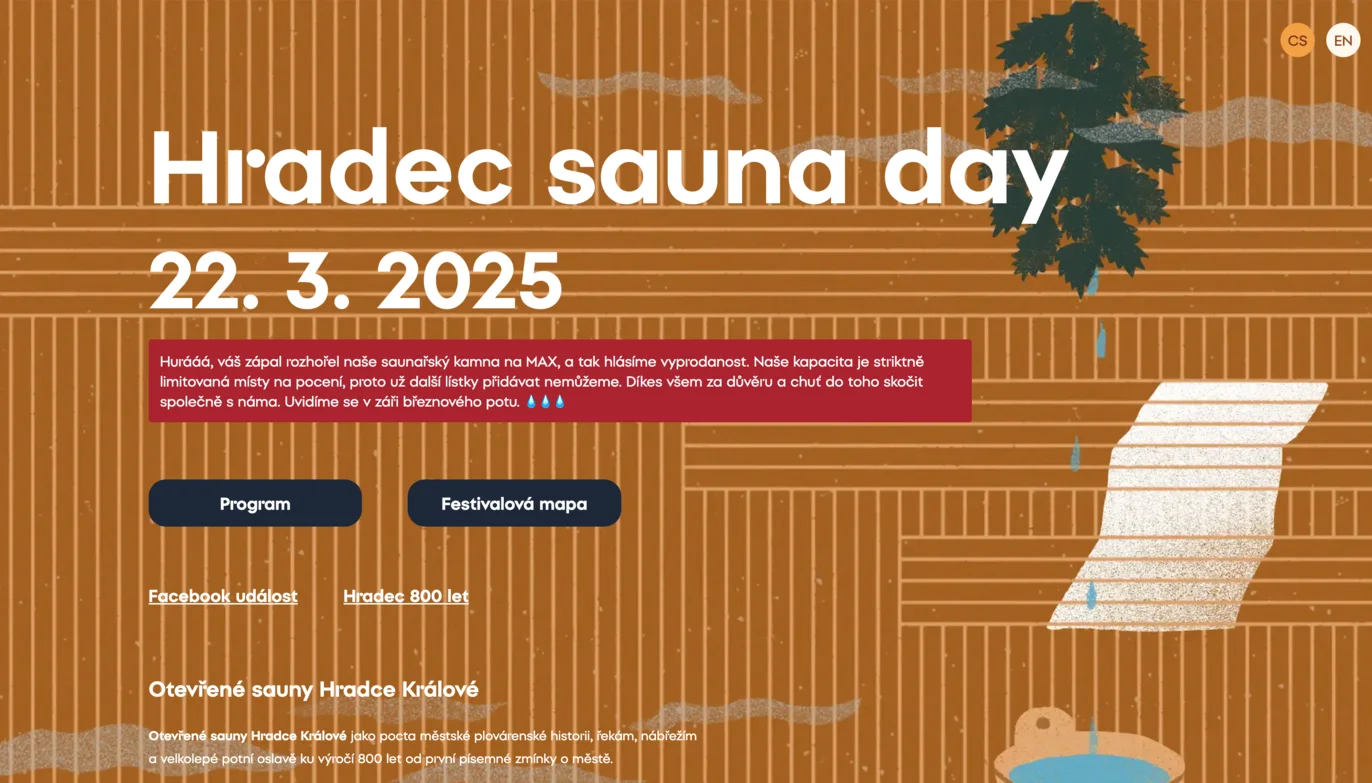 CS EN
Hradec sauna day
22. 3. 2025
Hurááá, váš zápal rozhořel naše saunařský kamna na MAX, a tak hlásíme vyprodanost. Naše kapacita je striktně
limitovaná místy na pocení, proto už další lístky přidávat nemůžeme. Díkes všem za důvěru a chuť do toho skočit
společně s náma. Uvidíme se v záři březnového potu. 💧💧💧
Program Festivalová mapa
Facebook událost Hradec 800 let
Otevřené sauny Hradce Králové
Otevřené sauny Hradce Králové jako pocta městské plovárenské historii, řekám, nábřežím
a velkolepé potní oslavě ku výročí 800 let od první písemné zmínky o městě.